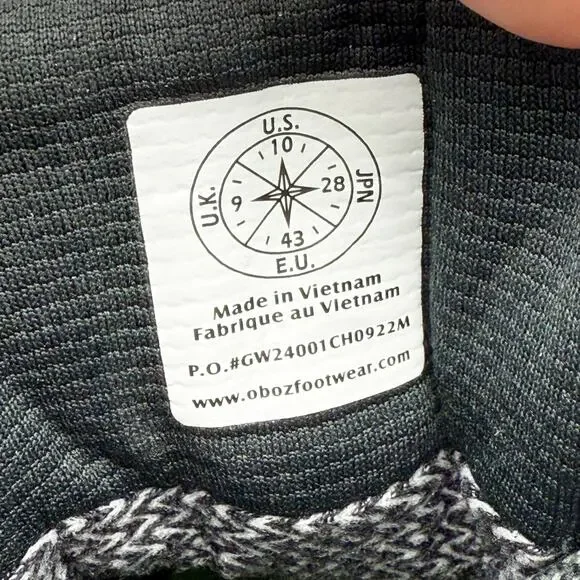 U.S.
10
U.K.
9
28
JPN
43
E.U.
Made in Vietnam
Fabrique au Vietnam
P.O.#GW24001CH0922M
www.obozfootwear.com